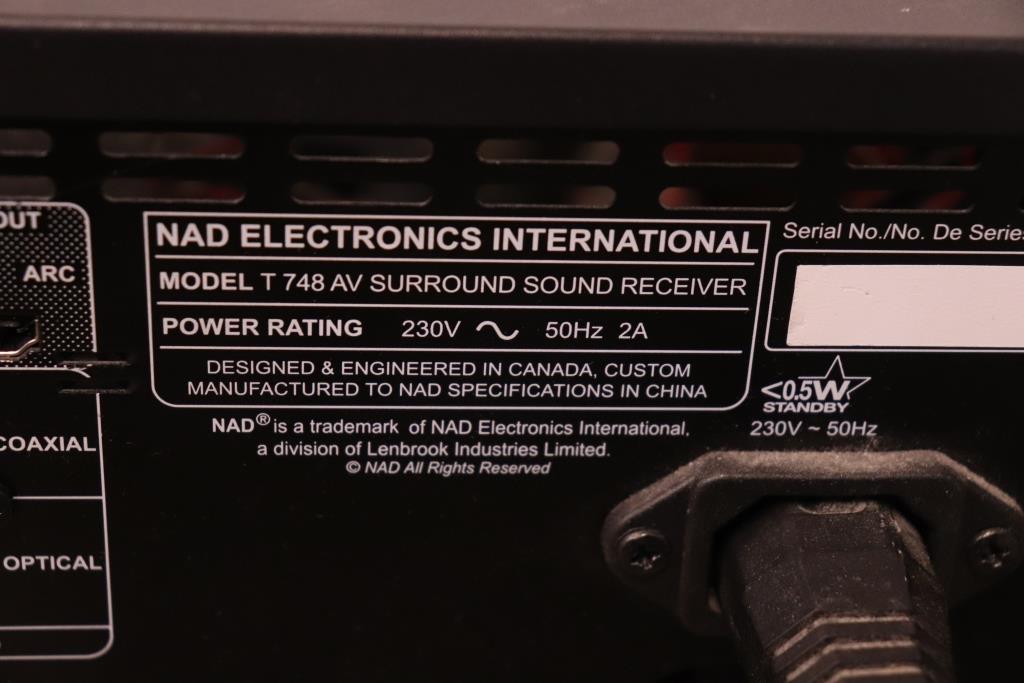 OUT
ARC
COAXIAL
OPTICAL
NAD ELECTRONICS INTERNATIONAL
MODEL T 748 AV SURROUND SOUND RECEIVER
POWER RATING 230V ~ 50Hz 2A
DESIGNED & ENGINEERED IN CANADA, CUSTOM
MANUFACTURED TO NAD SPECIFICATIONS IN CHINA
NAD® is a trademark of NAD Electronics International,
a division of Lenbrook Industries Limited.
© NAD All Rights Reserved
Serial No./No. De Series
<0.5W
STANDBY
230V ~ 50Hz